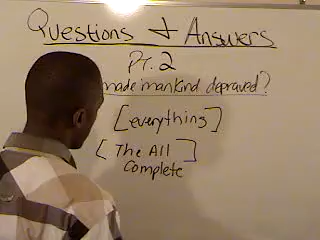 Questions & Answers
Pt. 2
made mankind depraved?
[everything]
[The All
Complete]